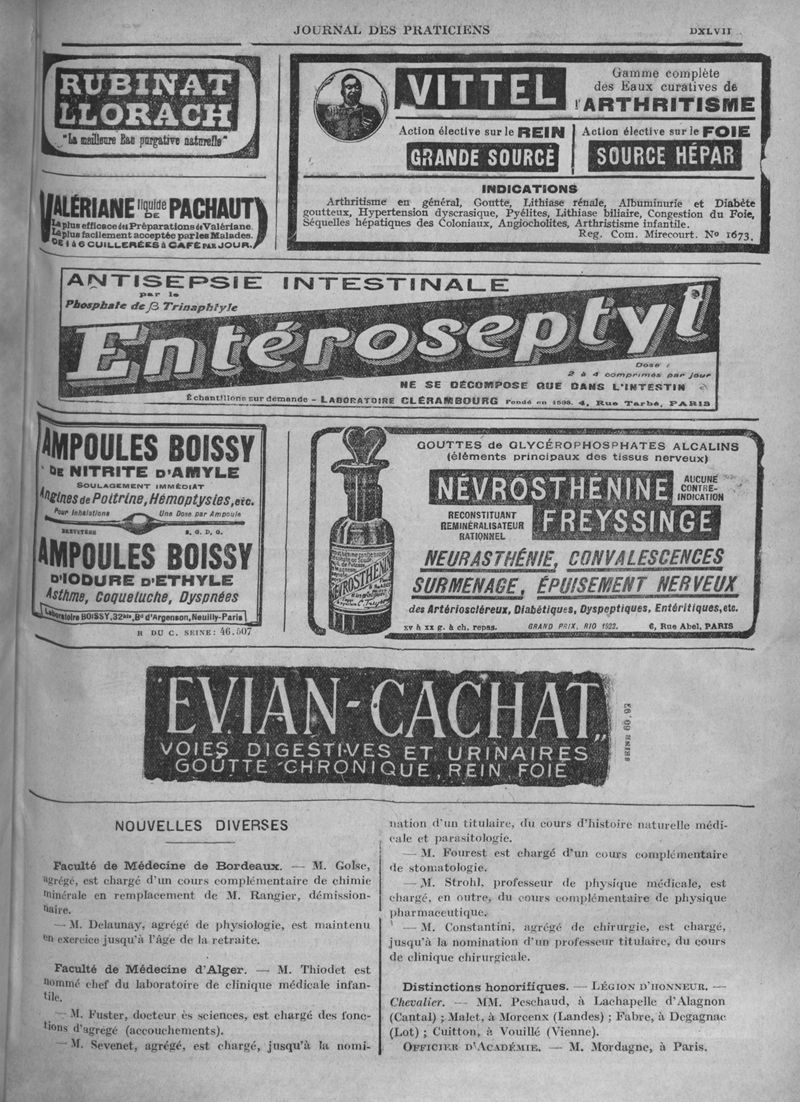 JOURNAL DES PRATICIENS
DXLVII
RUBINAT
LLORACH
"La meilleure Eau purgative naturelle"
VALÉRIANE liquide DE PACHAUT
La plus efficace des Préparations de Valériane.
La plus facilement acceptée par les Malades.
DE 1 à 6 CUILLERÉES à CAFÉ PAR JOUR.
VITTEL
Gamme complète
des Eaux curatives de
l'ARTHRITISME
Action élective sur le REIN
GRANDE SOURCE
Action élective sur le FOIE
SOURCE HÉPAR
INDICATIONS
Arthritisme en général, Goutte, Lithiase rénale, Albuminurie et Diabète
goutteux, Hypertension dyscrasique, Pyélites, Lithiase biliaire, Congestion du Foie,
Séquelles hépatiques des Coloniaux, Angiocholites, Arthristisme infantile.
Reg. Com. Mirecourt. No 1673.
ANTISEPSIE INTESTINALE
par le
Phosphate de β Trinaphtyle
Entéroseptyl
Dose :
2 à 4 comprimés par jour
NE SE DÉCOMPOSE QUE DANS L'INTESTIN
Échantillons sur demande - LABORATOIRE CLÉRAMBOURG Fondé en 1898. 4, Rue Tarbé, PARIS
AMPOULES BOISSY
DE NITRITE D'AMYLE
SOULAGEMENT IMMÉDIAT
Angines de Poitrine, Hémoptysies, etc.
Pour Inhalations
Une Dose par Ampoule
BREVETÉES
S. G. D. G.
AMPOULES BOISSY
D'IODURE D'ETHYLE
Asthme, Coqueluche, Dyspnées
Laboratoire BOISSY, 32bis, Bd d'Argenson, Neuilly-Paris
R DU C. SEINE: 46.507
GOUTTES de GLYCÉROPHOSPHATES ALCALINS
(éléments principaux des tissus nerveux)
NÉVROSTHÉNINE
AUCUNE
CONTRE-
INDICATION
RECONSTITUANT
REMINÉRALISATEUR
RATIONNEL
FREYSSINGE
NEURASTHÉNIE, CONVALESCENCES
SURMENAGE, ÉPUISEMENT NERVEUX
des Artérioscléreux, Diabétiques, Dyspeptiques, Entéritiques, etc.
XV à XX g. à ch. repas.
GRAND PRIX, RIO 1923.
6, Rue Abel, PARIS
NEVROSTHÉNINE
EVIAN-CACHAT
VOIES DIGESTIVES ET URINAIRES
GOUTTE CHRONIQUE, REIN FOIE
NOUVELLES DIVERSES
Faculté de Médecine de Bordeaux. — M. Golse,
agrégé, est chargé d'un cours complémentaire de chimie
minérale en remplacement de M. Rangier, démission-
naire.
— M. Delaunay, agrégé de physiologie, est maintenu
en exercice jusqu'à l'âge de la retraite.
Faculté de Médecine d'Alger. — M. Thiodet est
nommé chef du laboratoire de clinique médicale infan-
tile.
— M. Fuster, docteur ès sciences, est chargé des fonc-
tions d'agregé (accouchements).
— M. Sevenet, agrégé, est chargé, jusqu'à la nomi-
nation d'un titulaire, du cours d'histoire naturelle médi-
cale et parasitologie.
— M. Fourest est chargé d'un cours complémentaire
de stomatologie.
— M. Strohl, professeur de physique médicale, est
chargé, en outre, du cours complémentaire de physique
pharmaceutique.
— M. Constantini, agrégé de chirurgie, est chargé,
jusqu'à la nomination d'un professeur titulaire, du cours
de clinique chirurgicale.
Distinctions honorifiques. — LÉGION D'HONNEUR. —
Chevalier. — MM. Peschaud, à Lachapelle d'Alagnon
(Cantal) ; Malet, à Morcenx (Landes) ; Fabre, à Degagnac
(Lot) ; Cuitton, à Vouillé (Vienne).
OFFICIER D'ACADÉMIE. — M. Mordagne, à Paris.